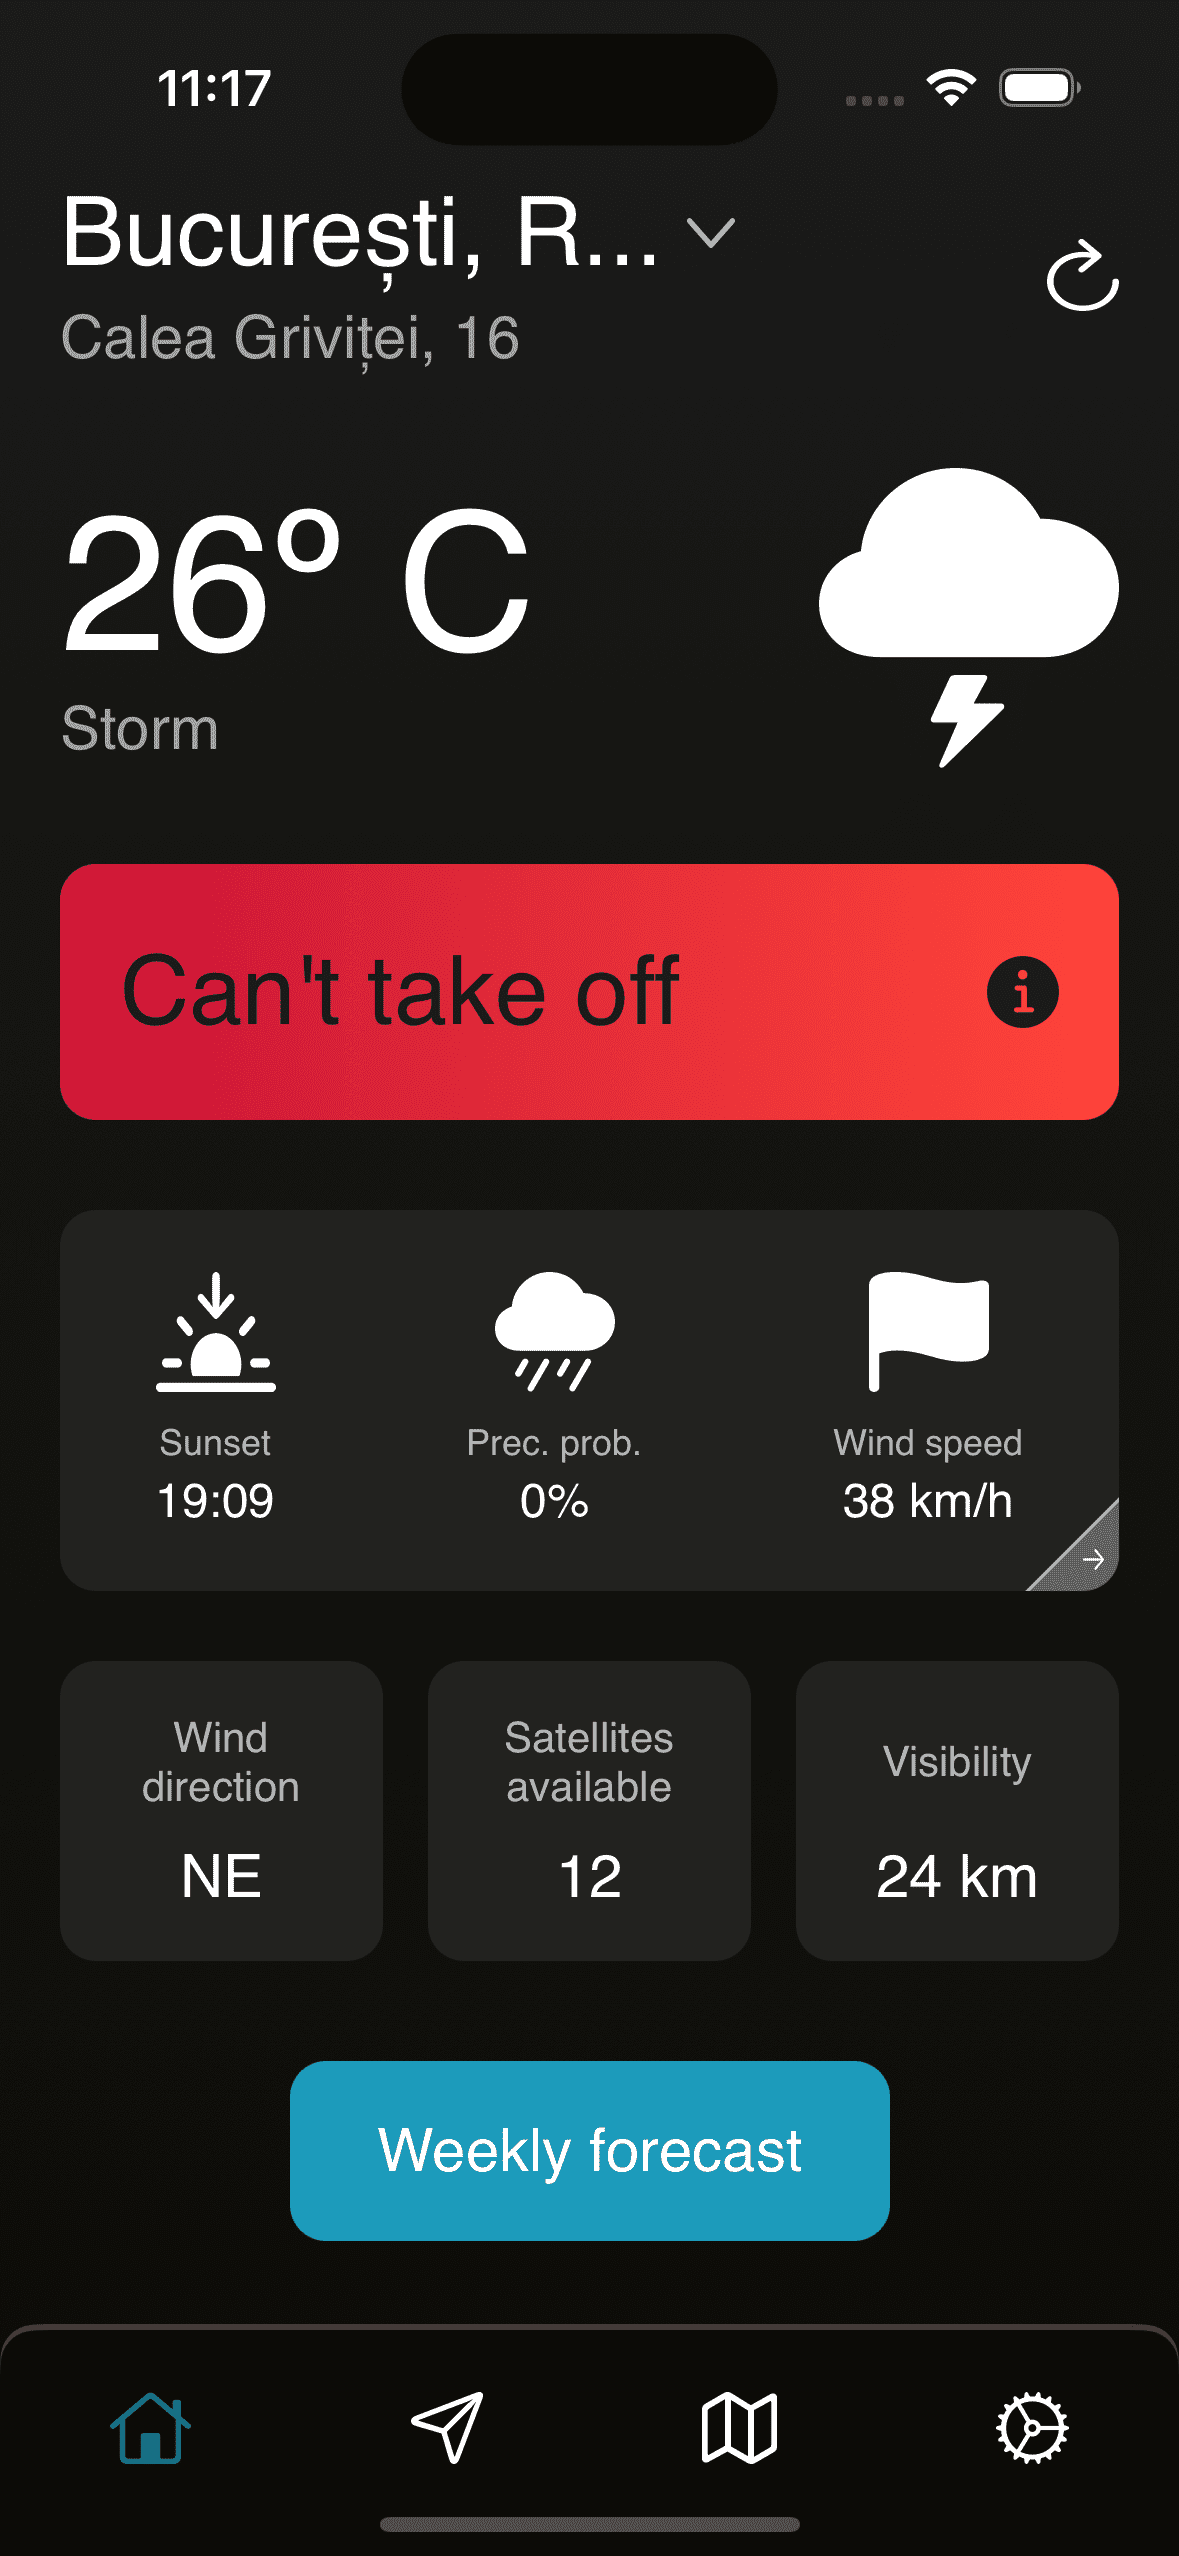 11:17
București, R...
Calea Griviței, 16
26º C
Storm
Can't take off
Sunset
19:09
Prec. prob.
0%
Wind speed
38 km/h
Wind
direction
NE
Satellites
available
12
Visibility
24 km
Weekly forecast